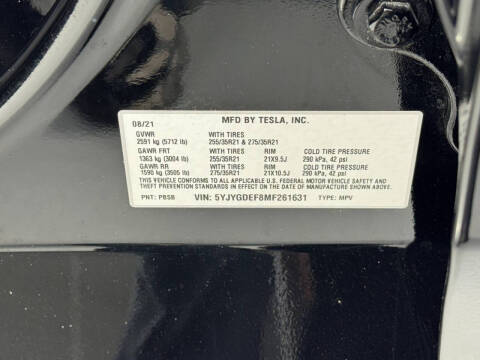 08/21 MFD BY TESLA, INC.
GVWR WITH TIRES
2591 kg (5712 lb) 255/35R21 & 275/35R21
GAWR FRT WITH TIRES RIM COLD TIRE PRESSURE
1363 kg (3004 lb) 255/35R21 21X9.5J 290 kPa, 42 psi
GAWR RR WITH TIRES RIM COLD TIRE PRESSURE
1590 kg (3505 lb) 275/35R21 21X10.5J 290 kPa, 42 psi
THIS VEHICLE CONFORMS TO ALL APPLICABLE U.S. FEDERAL MOTOR VEHICLE SAFETY AND
THEFT PREVENTION STANDARDS IN EFFECT ON THE DATE OF MANUFACTURE SHOWN ABOVE.
PNT: PBSB VIN: 5YJYGDEF8MF261631 TYPE: MPV